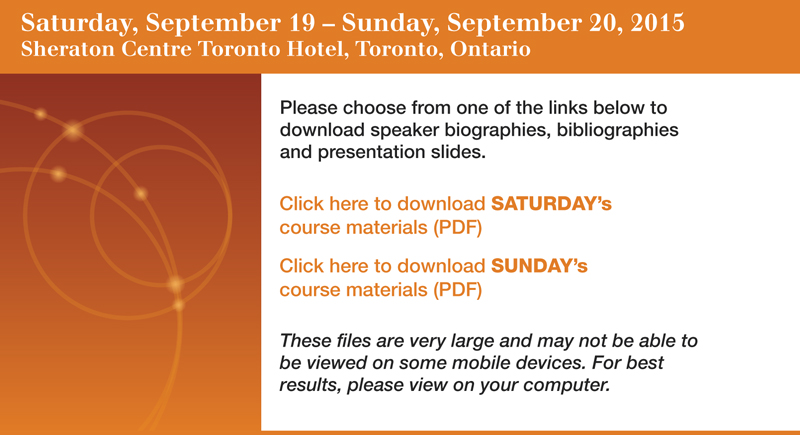 Saturday, September 19 – Sunday, September 20, 2015
Sheraton Centre Toronto Hotel, Toronto, Ontario
Please choose from one of the links below to
download speaker biographies, bibliographies
and presentation slides.
Click here to download SATURDAY’s
course materials (PDF)
Click here to download SUNDAY’s
course materials (PDF)
These files are very large and may not be able to
be viewed on some mobile devices. For best
results, please view on your computer.